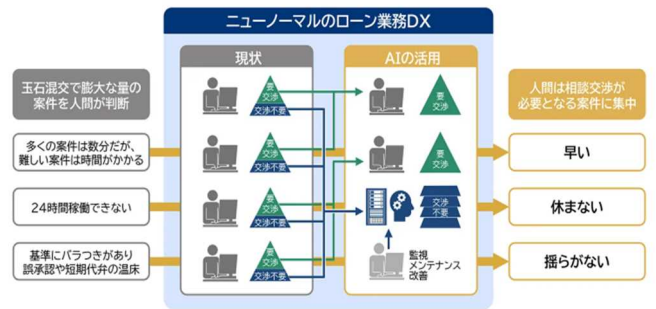 ニューノーマルのローン業務DX
現状
AIの活用
玉石混交で膨大な量の
案件を人間が判断
多くの案件は数分だが、
難しい案件は時間がかかる
24時間稼働できない
基準にバラつきがあり
誤承認や短期代弁の温床
要
交渉
交渉不要
要
交渉
交渉不要
要
交渉
交渉不要
要
交渉
交渉不要
要
交渉
要
交渉
交渉
不要
監視
メンテナンス
改善
人間は相談交渉が
必要となる案件に集中
早い
休まない
揺らがない